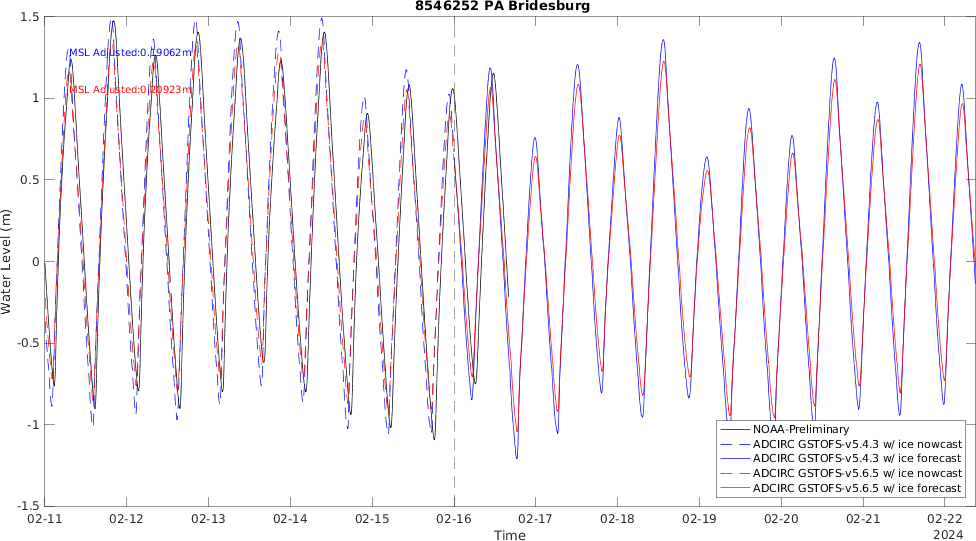 8546252 PA Bridesburg
MSL Adjusted:0.19062m
MSL Adjusted:0.20923m
Water Level (m)
1.5
1
0.5
0
-0.5
-1
-1.5
NOAA-Preliminary
ADCIRC GSTOFS-v5.4.3 w/ ice nowcast
ADCIRC GSTOFS-v5.4.3 w/ ice forecast
ADCIRC GSTOFS-v5.6.5 w/ ice nowcast
ADCIRC GSTOFS-v5.6.5 w/ ice forecast
02-11 02-12 02-13 02-14 02-15 02-16 02-17 02-18 02-19 02-20 02-21 02-22
2024
Time